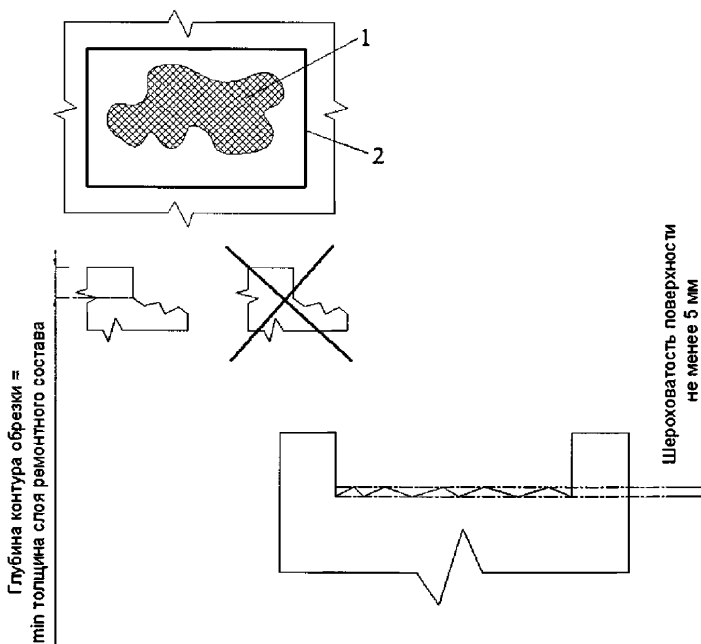 1
2
Глубина контура обрезки =
min толщина слоя ремонтного состава
Шероховатость поверхности
не менее 5 мм